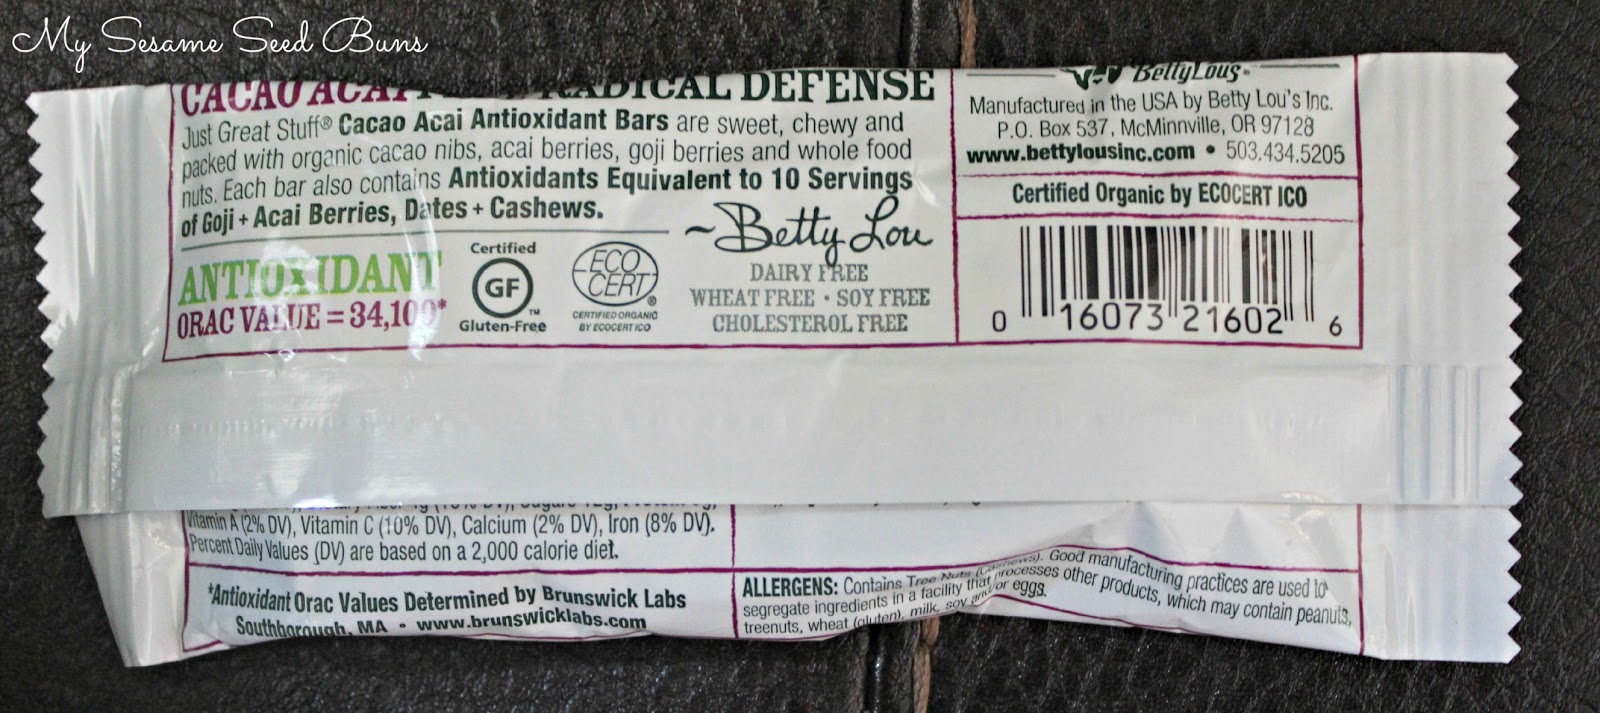 My Sesame Seed Buns
CACAO ACAI RADICAL DEFENSE
Just Great Stuff® Cacao Acai Antioxidant Bars are sweet, chewy and
packed with organic cacao nibs, acai berries, goji berries and whole food
nuts. Each bar also contains Antioxidants Equivalent to 10 Servings
of Goji + Acai Berries, Dates + Cashews.
~Betty Lou
ANTIOXIDANT
ORAC VALUE = 34,100*
Certified
GF
™
Gluten-Free
ECO
CERT
®
CERTIFIED ORGANIC
BY ECOCERT ICO
DAIRY FREE
WHEAT FREE • SOY FREE
CHOLESTEROL FREE
BettyLous®
Manufactured in the USA by Betty Lou's Inc.
P.O. Box 537, McMinnville, OR 97128
www.bettylousinc.com • 503.434.5205
Certified Organic by ECOCERT ICO
0 16073 21602 6
Vitamin A (2% DV), Vitamin C (10% DV), Calcium (2% DV), Iron (8% DV).
Percent Daily Values (DV) are based on a 2,000 calorie diet.
*Antioxidant Orac Values Determined by Brunswick Labs
Southborough, MA • www.brunswicklabs.com
ALLERGENS: Contains Tree Nuts (Cashews). Good manufacturing practices are used to
segregate ingredients in a facility that processes other products, which may contain peanuts,
treenuts, wheat (gluten), milk, soy and/or eggs.